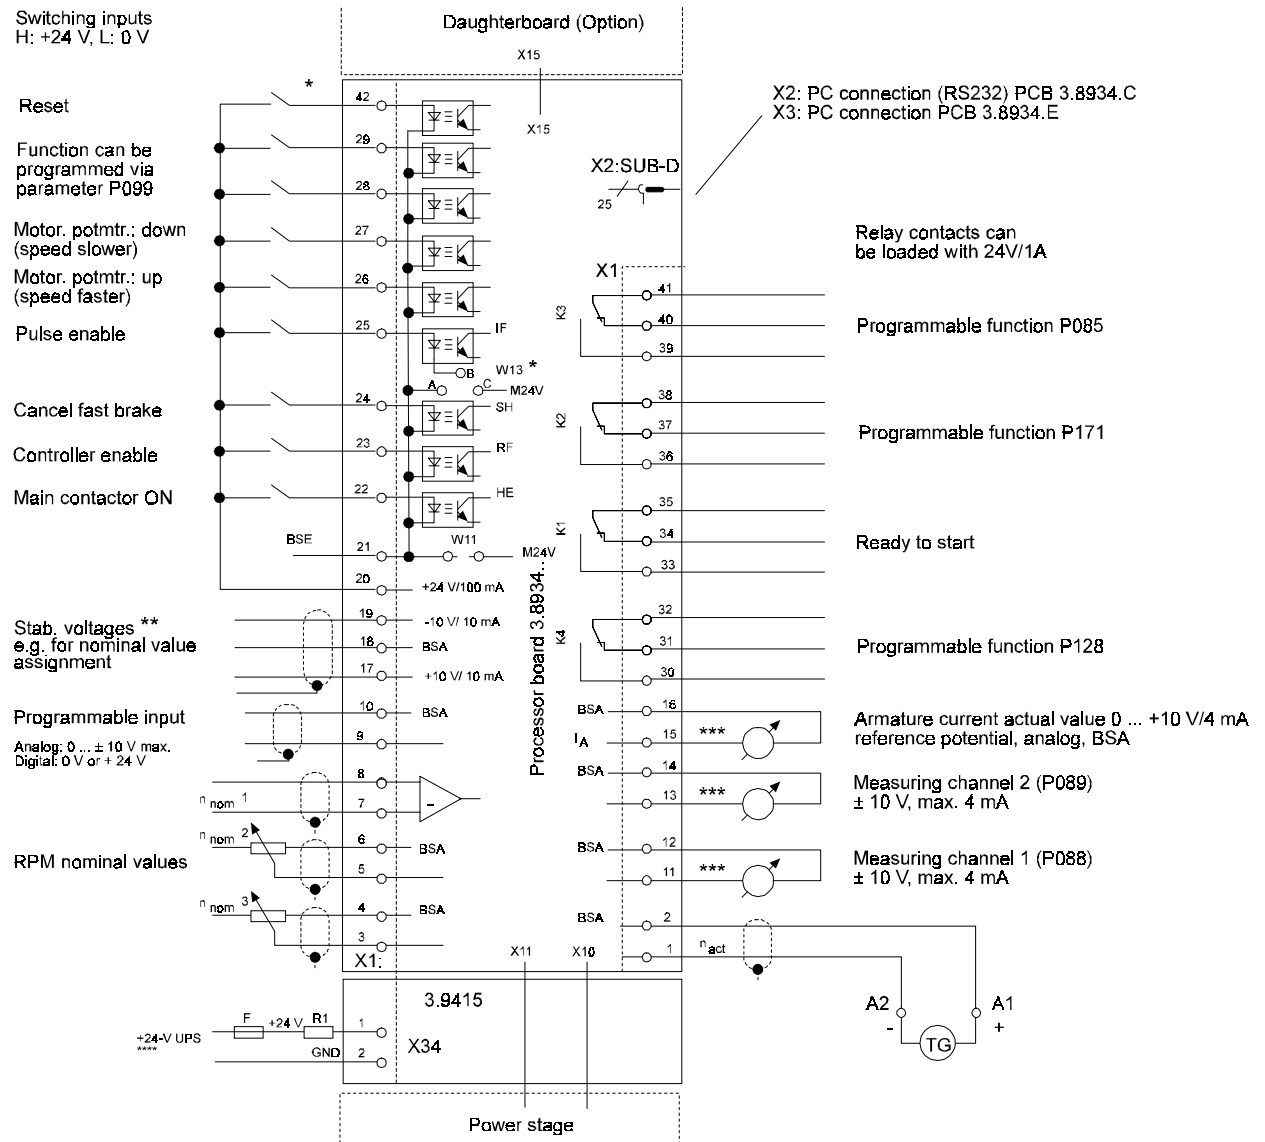 Switching inputs
H: +24 V, L: 0 V
Daughterboard (Option)
X15
X15
X2: PC connection (RS232) PCB 3.8934.C
X3: PC connection PCB 3.8934.E
*
Reset
42
Function can be
programmed via
parameter P099
29
28
X2:SUB-D
25
Motor. potmtr.: down
(speed slower)
27
Motor. potmtr.: up
(speed faster)
26
Pulse enable
25
IF
B
W13 *
A
C
M24V
Cancel fast brake
24
SH
Controller enable
23
RF
Main contactor ON
22
HE
BSE
21
W11
M24V
20
+24 V/100 mA
Stab. voltages **
e.g. for nominal value
assignment
19
-10 V/ 10 mA
18
BSA
17
+10 V/ 10 mA
Programmable input
Analog: 0 ... ± 10 V max.
Digital: 0 V or + 24 V
10
BSA
9
8
n nom 1
7
-
RPM nominal values
n nom 2
6
BSA
5
n nom 3
4
BSA
3
X1:
Processor board 3.8934...
Relay contacts can
be loaded with 24V/1A
X1
K3
41
40
39
Programmable function P085
K2
38
37
36
Programmable function P171
K1
35
34
33
Ready to start
K4
32
31
30
Programmable function P128
BSA
16
IA
15
***
Armature current actual value 0 ... +10 V/4 mA
reference potential, analog, BSA
BSA
14
13
***
Measuring channel 2 (P089)
± 10 V, max. 4 mA
BSA
12
11
***
Measuring channel 1 (P088)
± 10 V, max. 4 mA
BSA
2
1
n act
X11
X10
A2
-
A1
+
TG
3.9415
X34
+24-V UPS
****
F
+24 V
R1
1
GND
2
Power stage